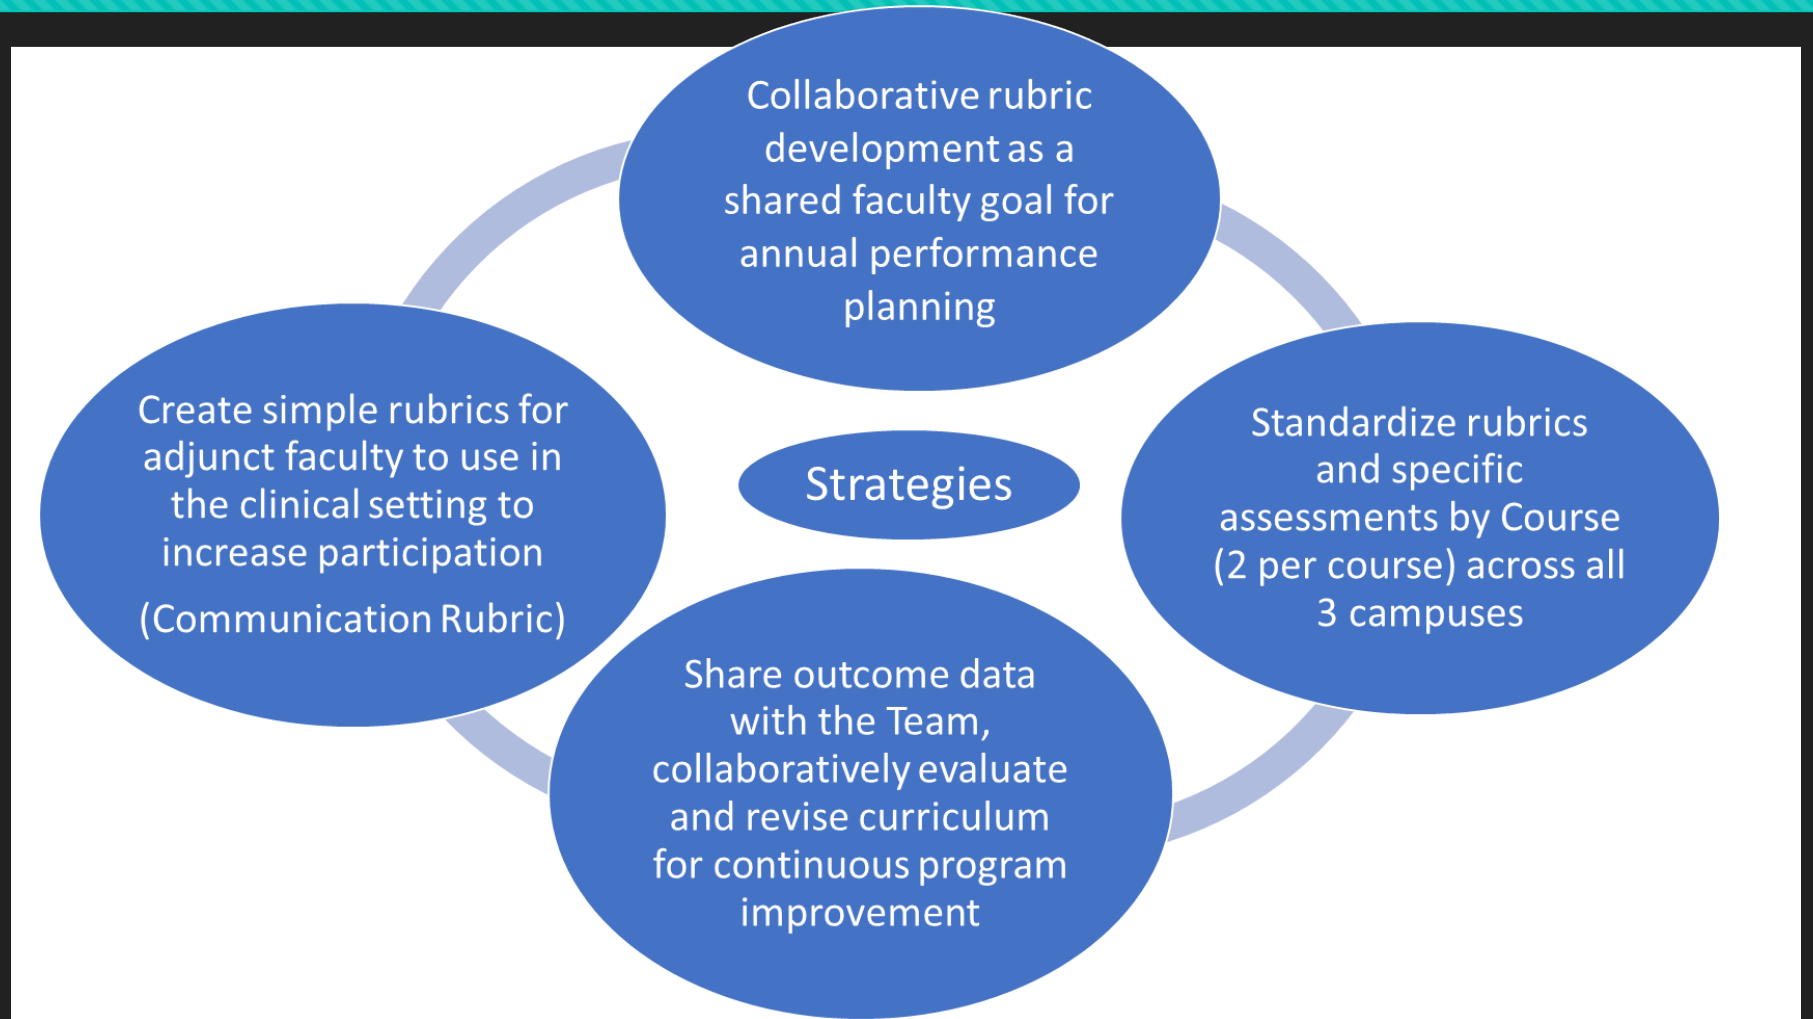 Collaborative rubric
development as a
shared faculty goal for
annual performance
planning
Standardize rubrics
and specific
assessments by Course
(2 per course) across all
3 campuses
Share outcome data
with the Team,
collaboratively evaluate
and revise curriculum
for continuous program
improvement
Create simple rubrics for
adjunct faculty to use in
the clinical setting to
increase participation
(Communication Rubric)
Strategies